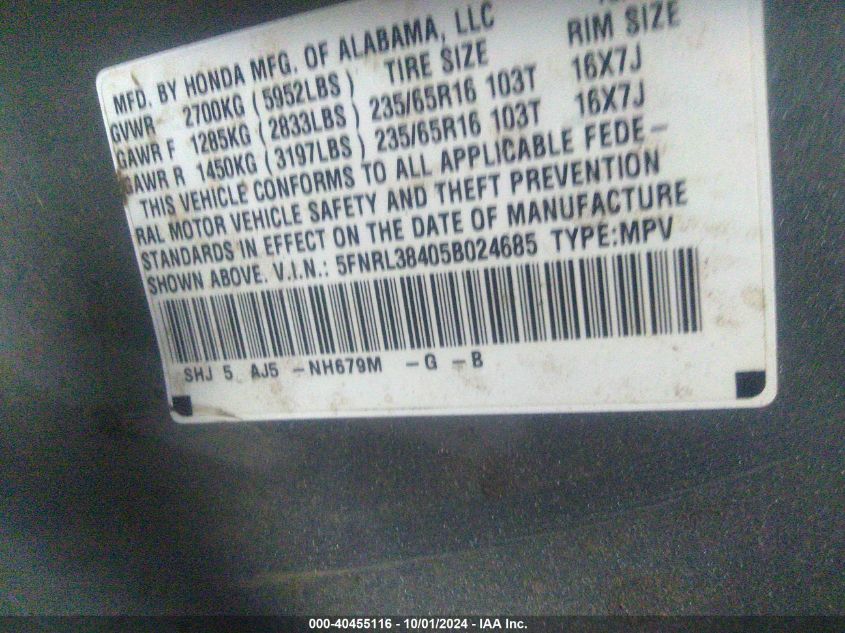 MFD. BY HONDA MFG. OF ALABAMA, LLC
TIRE SIZE RIM SIZE
GVWR 2700KG (5952LBS)
GAWR F 1285KG (2833LBS) 235/65R16 103T 16X7J
GAWR R 1450KG (3197LBS) 235/65R16 103T 16X7J
THIS VEHICLE CONFORMS TO ALL APPLICABLE FEDE-
RAL MOTOR VEHICLE SAFETY AND THEFT PREVENTION
STANDARDS IN EFFECT ON THE DATE OF MANUFACTURE
SHOWN ABOVE. V.I.N.: 5FNRL38405B024685 TYPE:MPV
SHJ 5 AJ5 -NH679M -G -B
000-40455116 - 10/01/2024 - IAA Inc.